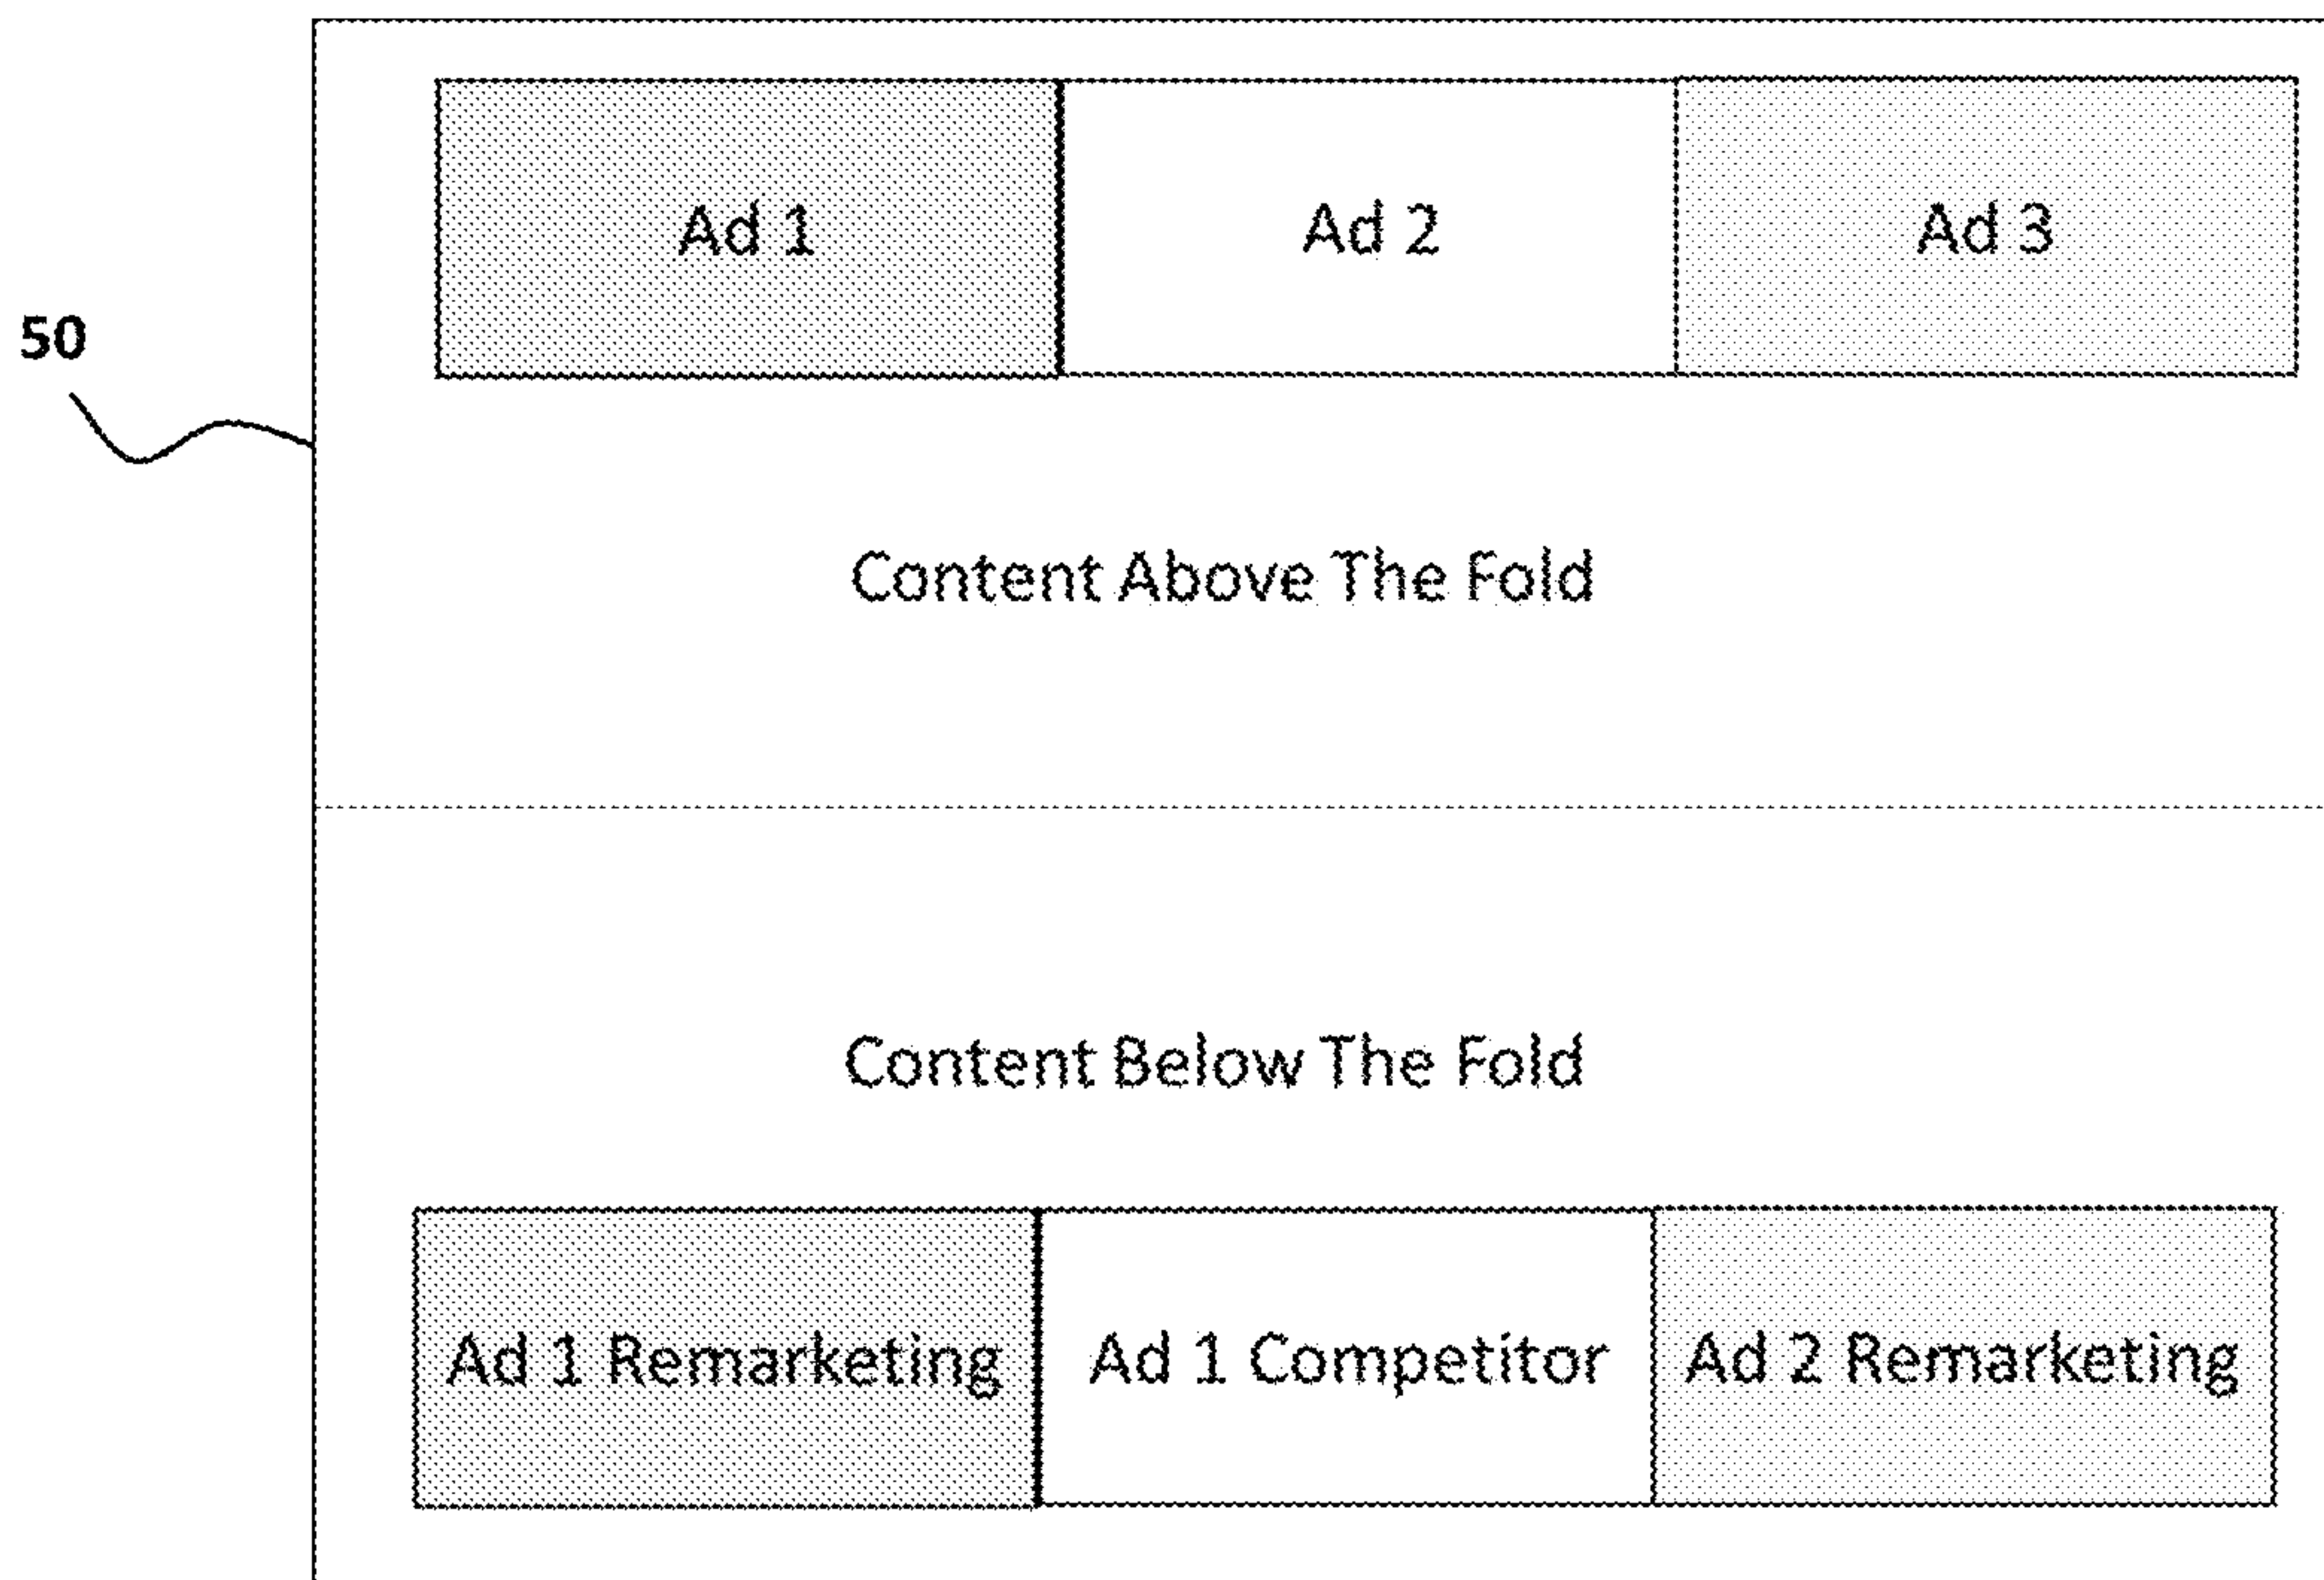 Ad 1
Ad 2
Ad 3
50
Content Above The Fold
Content Below The Fold
Ad 1 Remarketing
Ad 1 Competitor
Ad 2 Remarketing